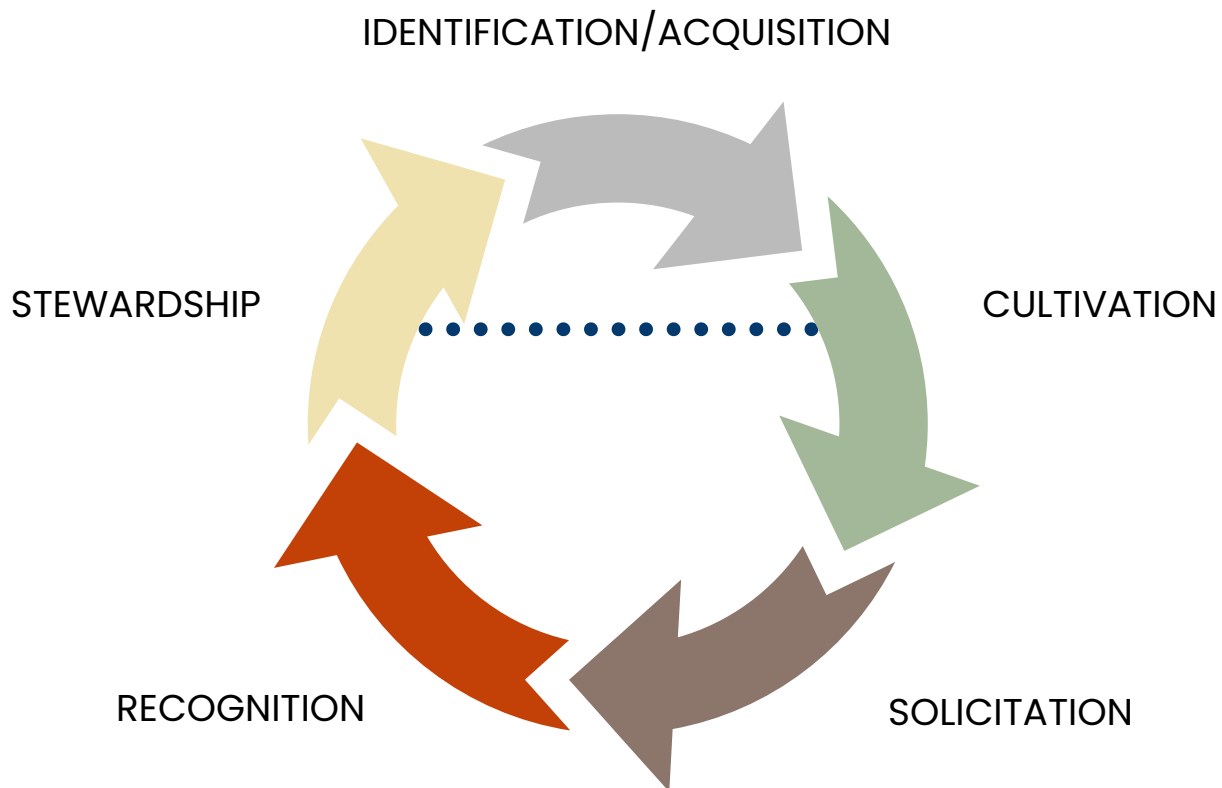 IDENTIFICATION/ACQUISITION
STEWARDSHIP
CULTIVATION
RECOGNITION
SOLICITATION